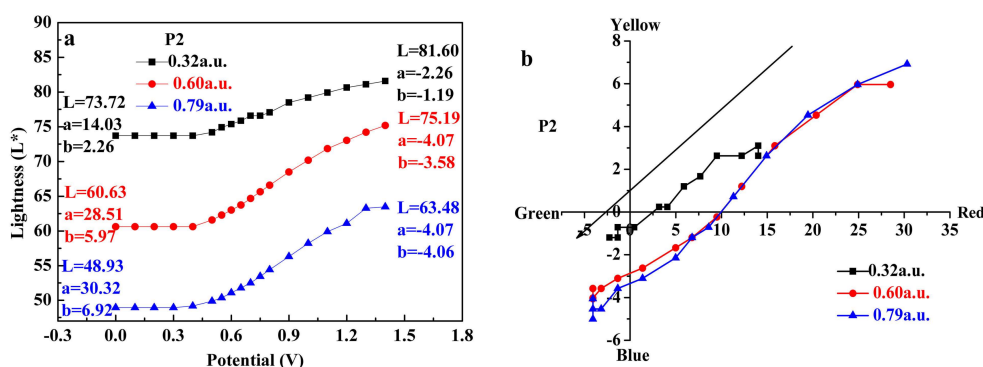 a
P2
0.32a.u.
0.60a.u.
0.79a.u.
L=73.72
a=14.03
b=2.26
L=81.60
a=-2.26
b=-1.19
L=75.19
a=-4.07
b=-3.58
L=60.63
a=28.51
b=5.97
L=63.48
a=-4.07
b=-4.06
L=48.93
a=30.32
b=6.92
Lightness (L*)
90
85
80
75
70
65
60
55
50
-0.3 0.0 0.3 0.6 0.9 1.2 1.5 1.8
Potential (V)
b
Yellow
P2
Green
Red
Blue
8
6
4
2
0
-2
-4
-6
-5 0 5 10 15 20 25 30 35
0.32a.u.
0.60a.u.
0.79a.u.